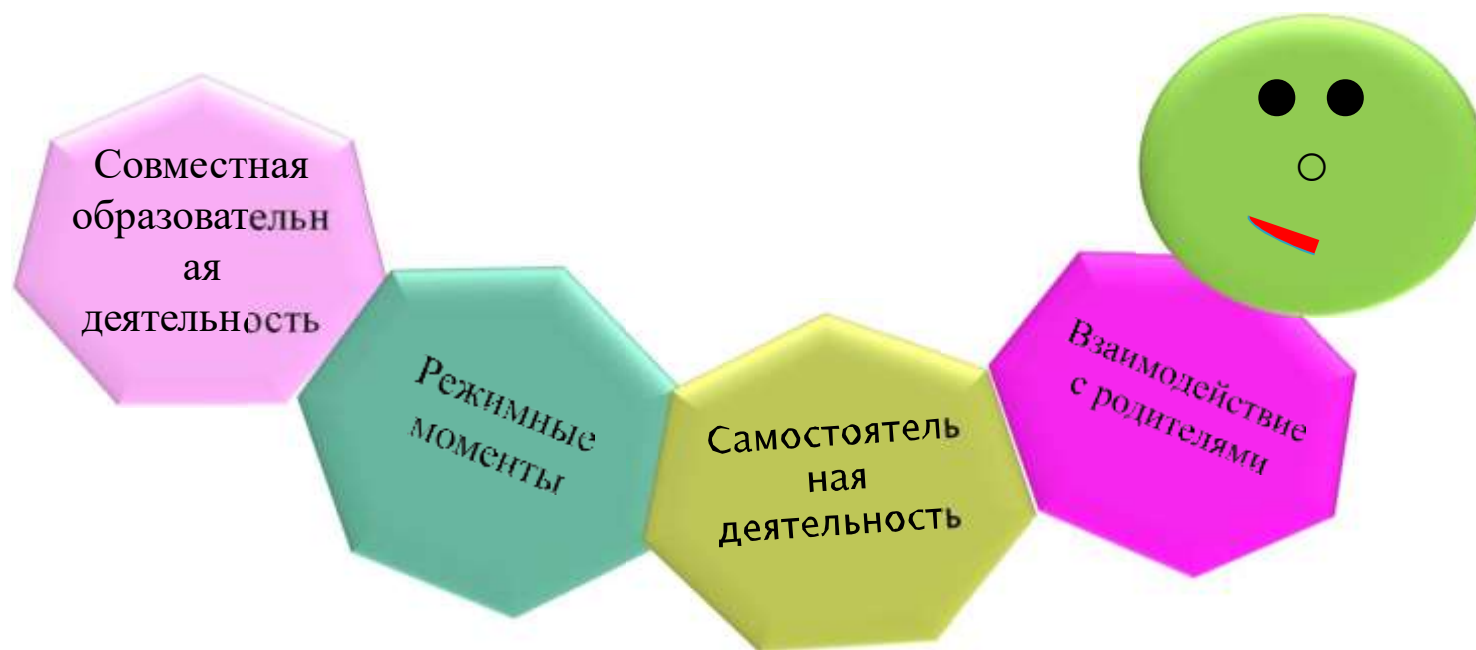 Совместная
образовательн
ая
деятельность
Режимные
моменты
Самостоятель
ная
деятельность
Взаимодействие
с родителями